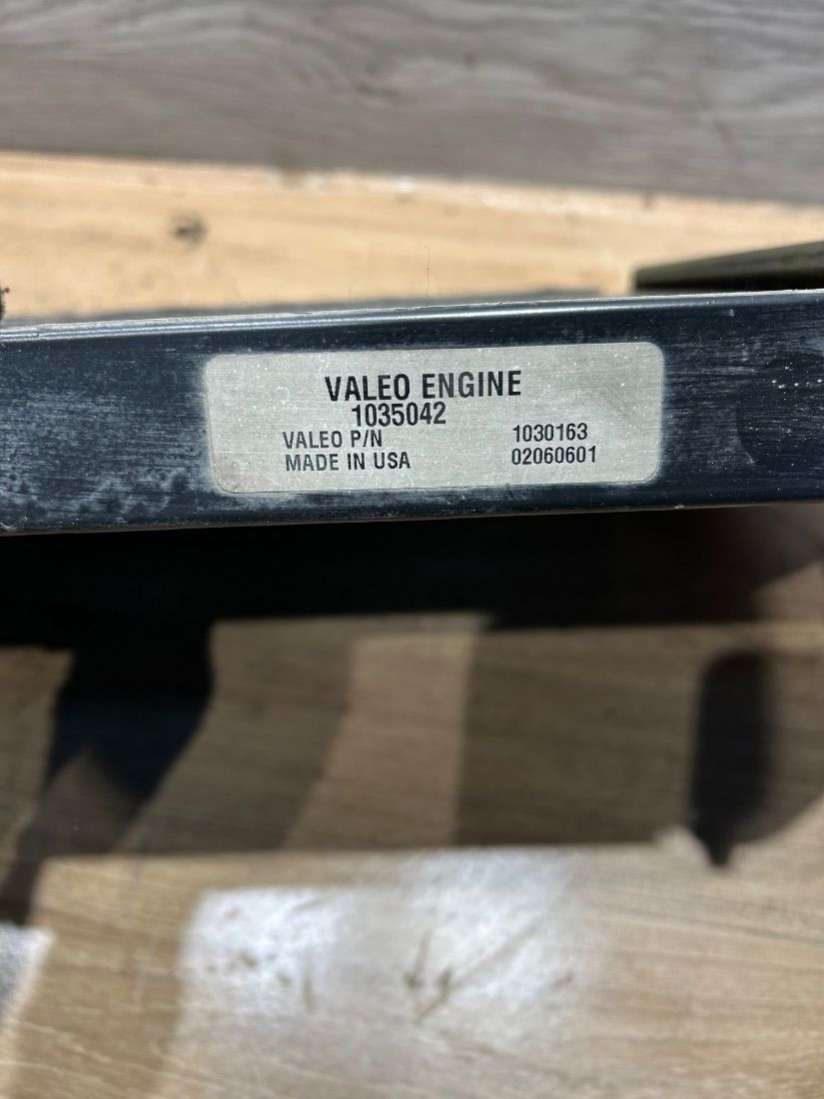 VALEO ENGINE
1035042
VALEO P/N 1030163
MADE IN USA 02060601